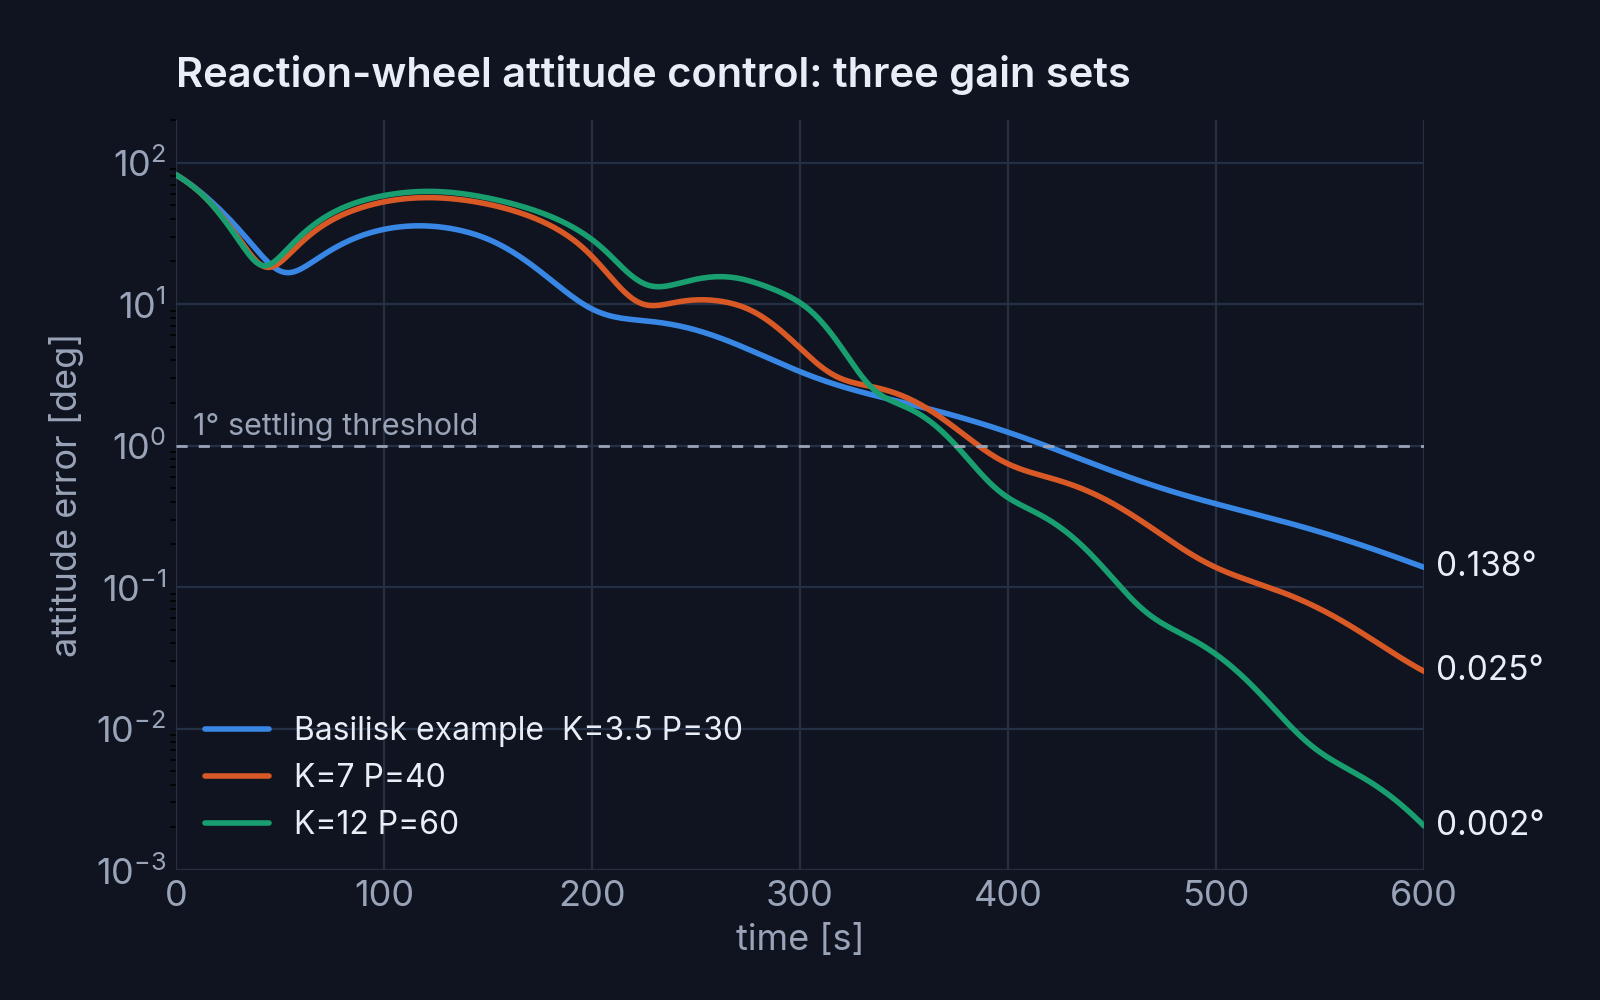 Reaction-wheel attitude control: three gain sets
10²
10¹
10⁰
10⁻¹
10⁻²
10⁻³
attitude error [deg]
1° settling threshold
0.138°
0.025°
0.002°
Basilisk example  K=3.5 P=30
K=7 P=40
K=12 P=60
0 100 200 300 400 500 600
time [s]